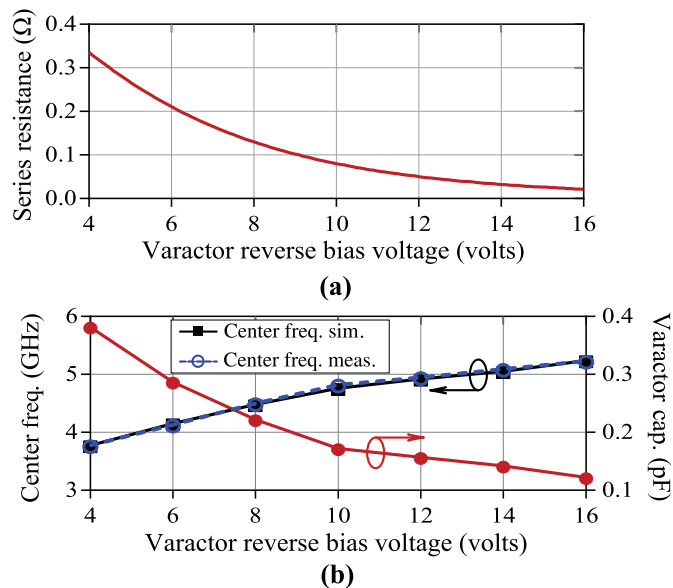 Series resistance (Ω)
0.4
0.3
0.2
0.1
0.0
4 6 8 10 12 14 16
Varactor reverse bias voltage (volts)
(a)
Center freq. (GHz)
6
5
4
3
Center freq. sim.
Center freq. meas.
0.4
0.3
0.2
0.1
Varactor cap. (pF)
4 6 8 10 12 14 16
Varactor reverse bias voltage (volts)
(b)